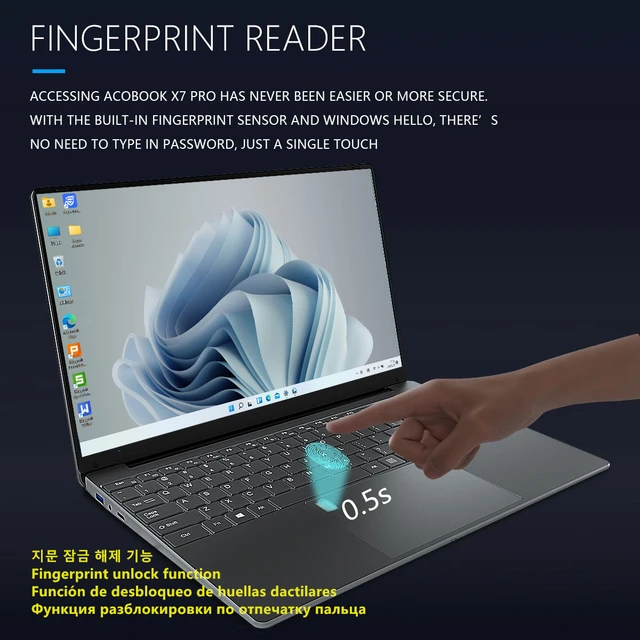 FINGERPRINT READER
ACCESSING ACOBOOK X7 PRO HAS NEVER BEEN EASIER OR MORE SECURE.
WITH THE BUILT-IN FINGERPRINT SENSOR AND WINDOWS HELLO, THERE'S
NO NEED TO TYPE IN PASSWORD, JUST A SINGLE TOUCH
0.5s
지문 잠금 해제 기능
Fingerprint unlock function
Función de desbloqueo de huellas dactilares
Функция разблокировки по отпечатку пальца